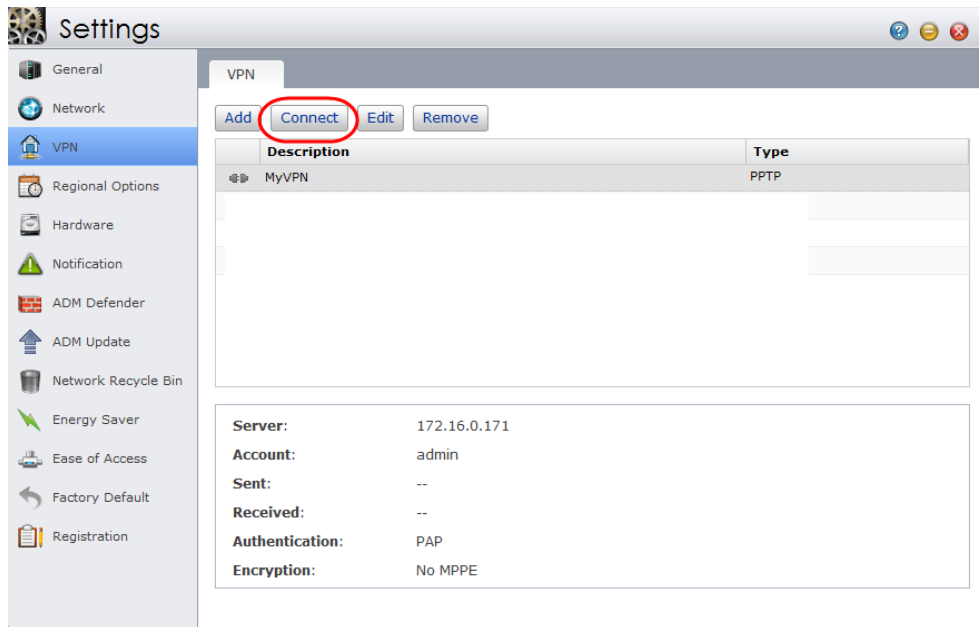 Settings
General
Network
VPN
Regional Options
Hardware
Notification
ADM Defender
ADM Update
Network Recycle Bin
Energy Saver
Ease of Access
Factory Default
Registration
VPN
Add Connect Edit Remove
Description Type
MyVPN PPTP
Server: 172.16.0.171
Account: admin
Sent: --
Received: --
Authentication: PAP
Encryption: No MPPE